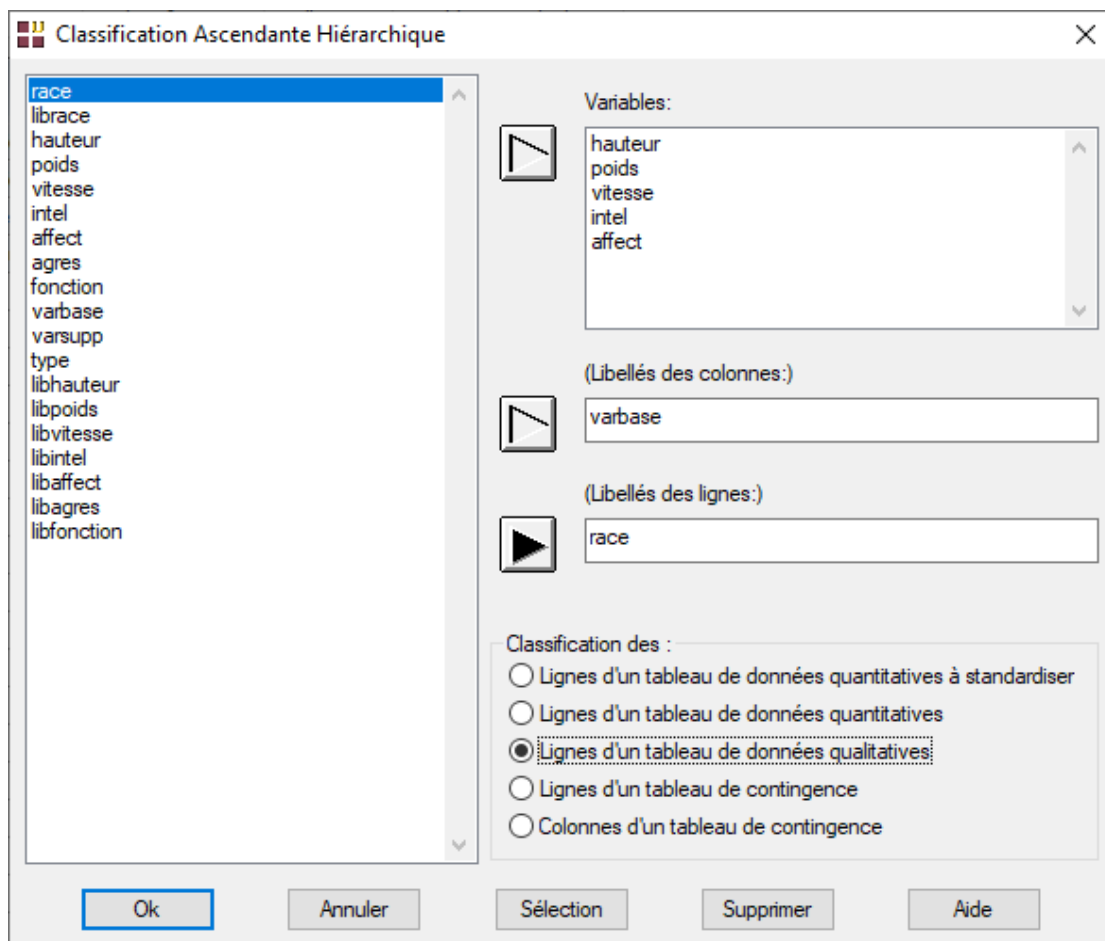 Classification Ascendante Hiérarchique
race
librace
hauteur
poids
vitesse
intel
affect
agres
fonction
varbase
varsupp
type
libhauteur
libpoids
libvitesse
libintel
libaffect
libagres
libfonction
Variables:
hauteur
poids
vitesse
intel
affect
(Libellés des colonnes:)
varbase
(Libellés des lignes:)
race
Classification des :
Lignes d'un tableau de données quantitatives à standardiser
Lignes d'un tableau de données quantitatives
Lignes d'un tableau de données qualitatives
Lignes d'un tableau de contingence
Colonnes d'un tableau de contingence
Ok
Annuler
Sélection
Supprimer
Aide